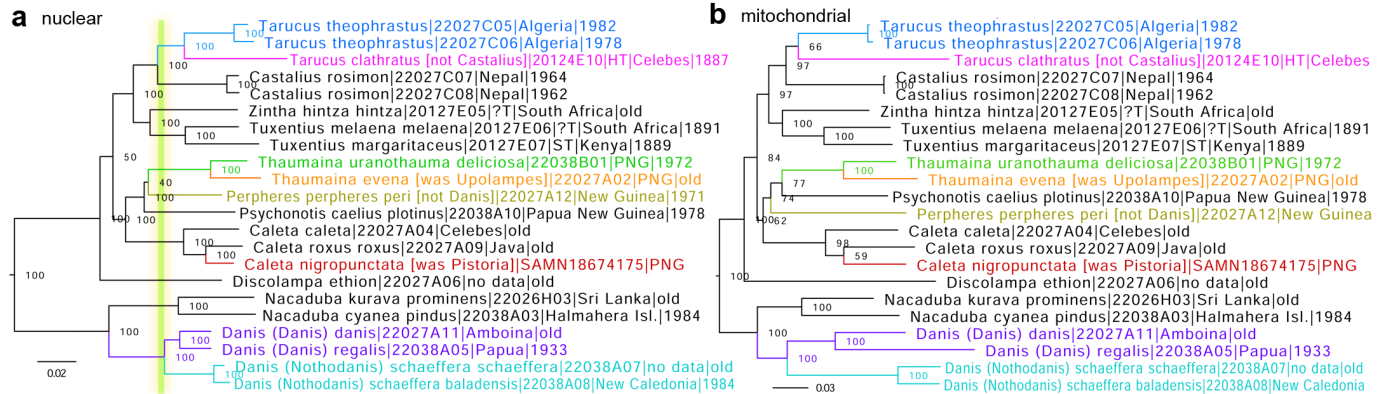 a nuclear
Tarucus theophrastus|22027C05|Algeria|1982
100
Tarucus theophrastus|22027C06|Algeria|1978
100
Tarucus clathratus [not Castalius]|20124E10|HT|Celebes|1887
100
Castalius rosimon|22027C07|Nepal|1964
100
Castalius rosimon|22027C08|Nepal|1962
100
Zintha hintza hintza|20127E05|?T|South Africa|old
100
Tuxentius melaena melaena|20127E06|?T|South Africa|1891
100
Tuxentius margaritaceus|20127E07|ST|Kenya|1889
50
Thaumaina uranothauma deliciosa|22038B01|PNG|1972
100
Thaumaina evena [was Upolampes]|22027A02|PNG|old
40
Perpheres perpheres peri [not Danis]|22027A12|New Guinea|1971
100
Psychonotis caelius plotinus|22038A10|Papua New Guinea|1978
100
100
Caleta caleta|22027A04|Celebes|old
100
Caleta roxus roxus|22027A09|Java|old
100
Caleta nigropunctata [was Pistoria]|SAMN18674175|PNG
100
Discolampa ethion|22027A06|no data|old
Nacaduba kurava prominens|22026H03|Sri Lanka|old
100
Nacaduba cyanea pindus|22038A03|Halmahera Isl.|1984
100
Danis (Danis) danis|22027A11|Amboina|old
100
Danis (Danis) regalis|22038A05|Papua|1933
100
Danis (Nothodanis) schaeffera schaeffera|22038A07|no data|old
100
Danis (Nothodanis) schaeffera baladensis|22038A08|New Caledonia|1984
0.02
b mitochondrial
Tarucus theophrastus|22027C05|Algeria|1982
100
Tarucus theophrastus|22027C06|Algeria|1978
66
Tarucus clathratus [not Castalius]|20124E10|HT|Celebes
97
Castalius rosimon|22027C07|Nepal|1964
100
Castalius rosimon|22027C08|Nepal|1962
97
Zintha hintza hintza|20127E05|?T|South Africa|old
100
Tuxentius melaena melaena|20127E06|?T|South Africa|1891
100
Tuxentius margaritaceus|20127E07|ST|Kenya|1889
84
Thaumaina uranothauma deliciosa|22038B01|PNG|1972
100
Thaumaina evena [was Upolampes]|22027A02|PNG|old
77
Psychonotis caelius plotinus|22038A10|Papua New Guinea|1978
74
Perpheres perpheres peri [not Danis]|22027A12|New Guinea
100
62
Caleta caleta|22027A04|Celebes|old
98
Caleta roxus roxus|22027A09|Java|old
59
Caleta nigropunctata [was Pistoria]|SAMN18674175|PNG
100
Discolampa ethion|22027A06|no data|old
Nacaduba kurava prominens|22026H03|Sri Lanka|old
100
Nacaduba cyanea pindus|22038A03|Halmahera Isl.|1984
100
Danis (Danis) danis|22027A11|Amboina|old
100
Danis (Danis) regalis|22038A05|Papua|1933
100
Danis (Nothodanis) schaeffera schaeffera|22038A07|no data|old
100
Danis (Nothodanis) schaeffera baladensis|22038A08|New Caledonia
0.03